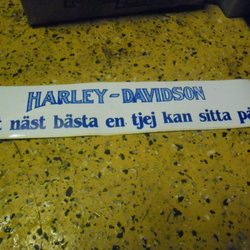 HARLEY-DAVIDSON
t näst bästa en tjej kan sitta på